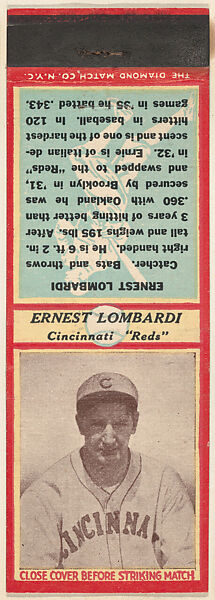 THE DIAMOND MATCH CO. N.Y.C.
ERNEST LOMBARDI
Catcher. Bats and throws
right handed. He is 6 ft. 2 in.
tall and weighs 195 lbs. After
3 years of hitting better than
.360 with Oakland he was
secured by Brooklyn in '31,
and swapped to the "Reds"
in '32. Ernie is of Italian de-
scent and is one of the hardest
hitters in baseball. In 120
games in '35 he batted .343.
ERNEST LOMBARDI
Cincinnati "Reds"
C
CINCINNA
CLOSE COVER BEFORE STRIKING MATCH